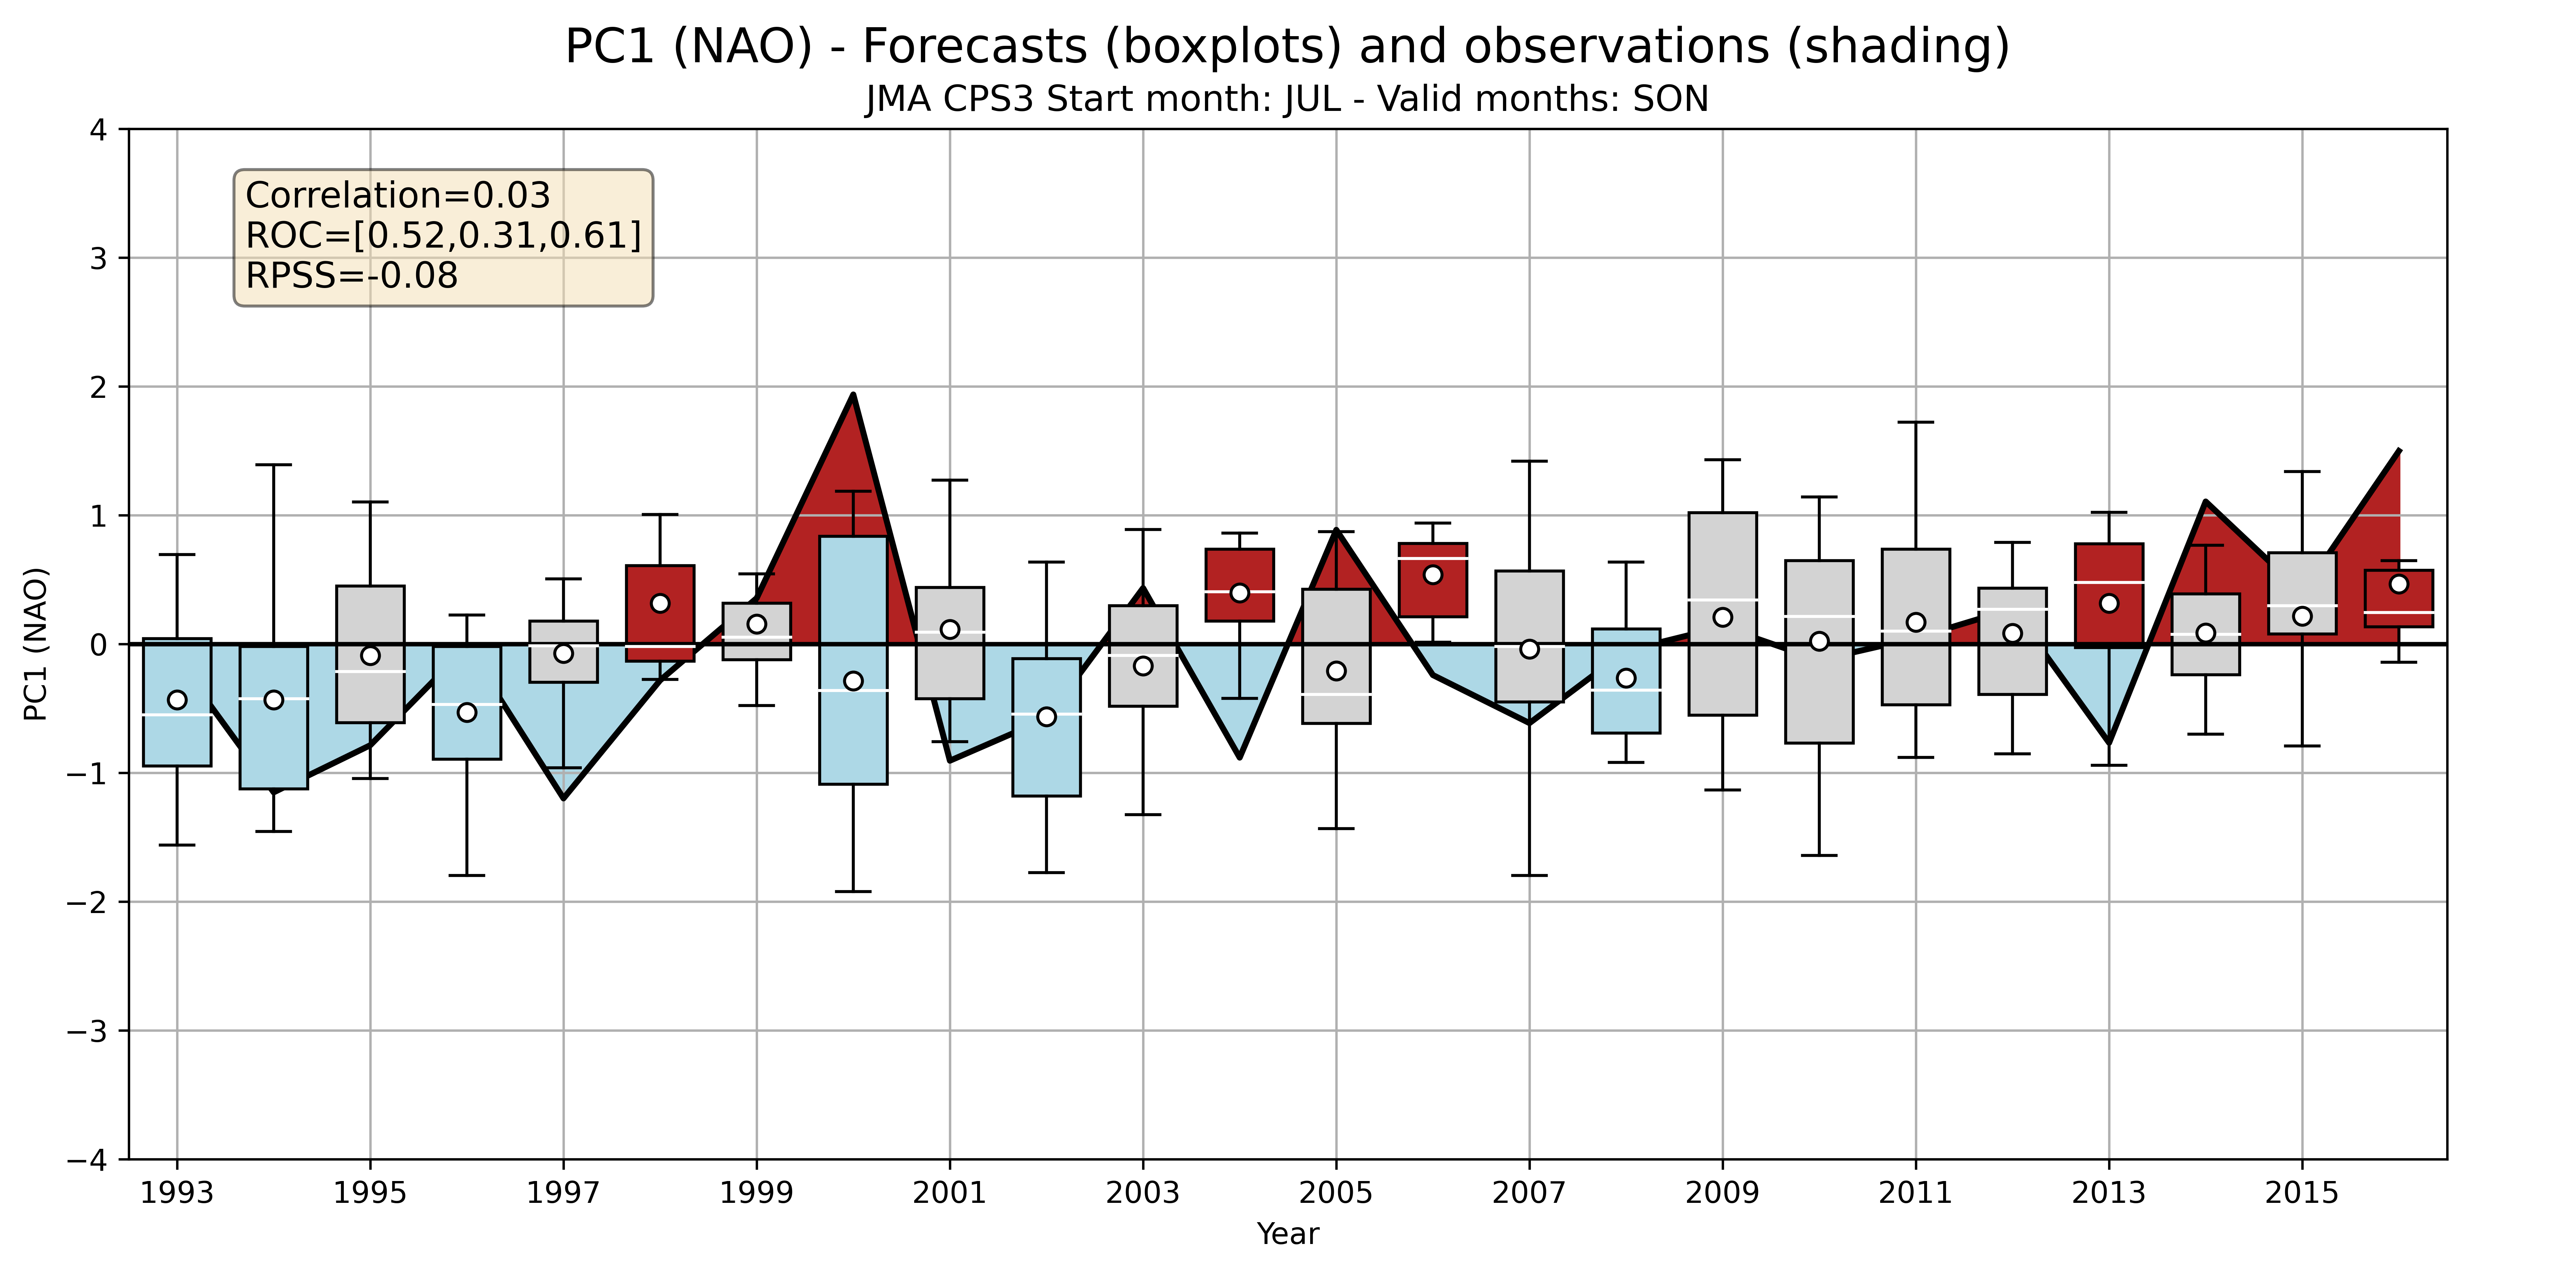 PC1 (NAO) - Forecasts (boxplots) and observations (shading)
JMA CPS3 Start month: JUL - Valid months: SON
Correlation=0.03
ROC=[0.52,0.31,0.61]
RPSS=-0.08
PC1 (NAO)
4
3
2
1
0
−1
−2
−3
−4
1993 1995 1997 1999 2001 2003 2005 2007 2009 2011 2013 2015
Year